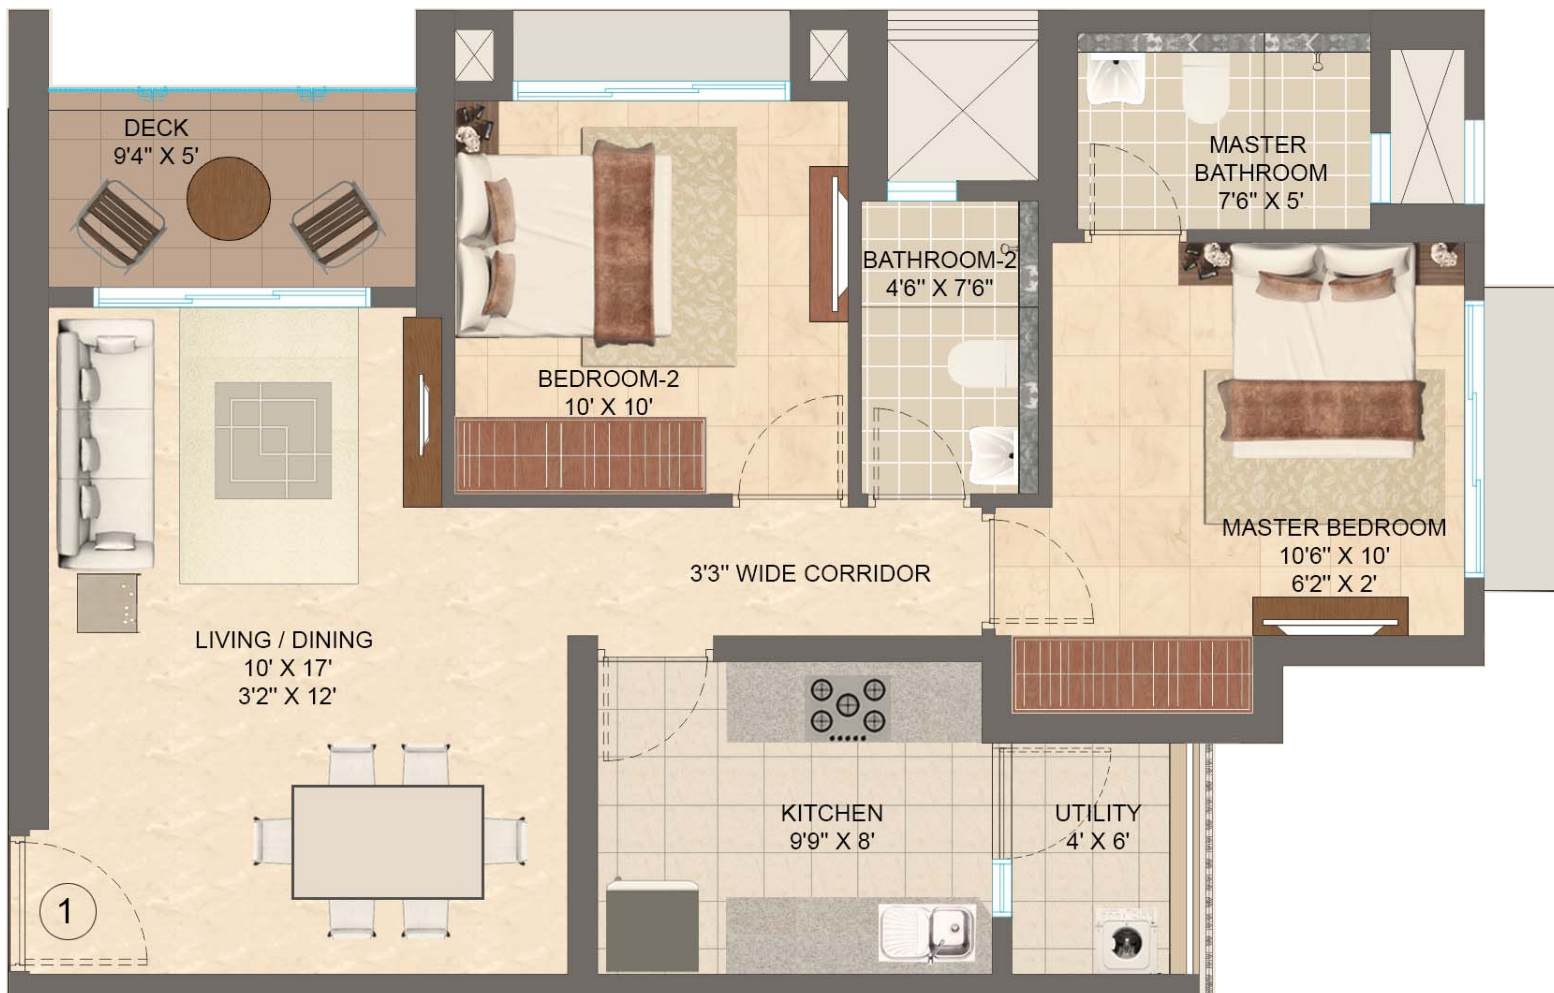 DECK
9'4" X 5'
MASTER
BATHROOM
7'6" X 5'
BATHROOM-2
4'6" X 7'6"
BEDROOM-2
10' X 10'
MASTER BEDROOM
10'6" X 10'
6'2" X 2'
3'3" WIDE CORRIDOR
LIVING / DINING
10' X 17'
3'2" X 12'
KITCHEN
9'9" X 8'
UTILITY
4' X 6'
1